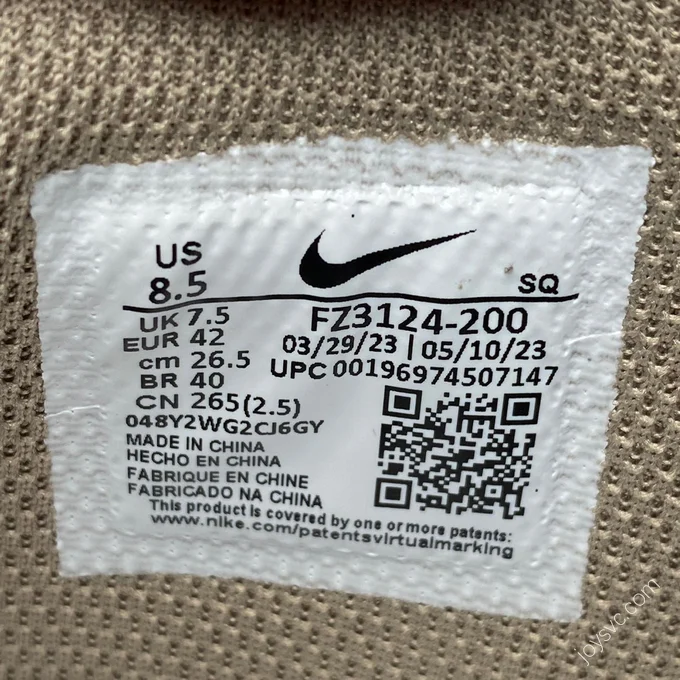 US
8.5
SQ
UK 7.5
EUR 42
cm 26.5
BR 40
CN 265(2.5)
FZ3124-200
03/29/23 | 05/10/23
UPC 00196974507147
048Y2WG2CJ6GY
MADE IN CHINA
HECHO EN CHINA
FABRIQUE EN CHINE
FABRICADO NA CHINA
This product is covered by one or more patents:
www.nike.com/patentsvirtualmarking
joysvc.com